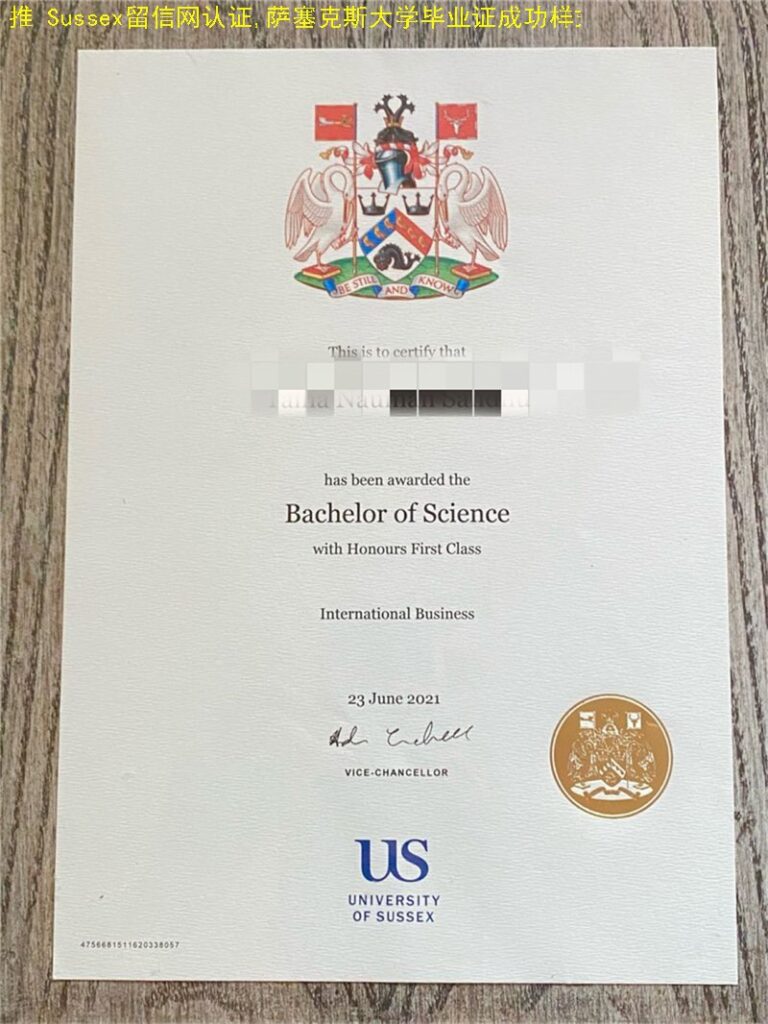 推 Sussex留信网认证,萨塞克斯大学毕业证成功样
BE STILL AND KNOW
This is to certify that
has been awarded the
Bachelor of Science
with Honours First Class
International Business
23 June 2021
VICE-CHANCELLOR
US
UNIVERSITY
OF SUSSEX
4756681511620338057